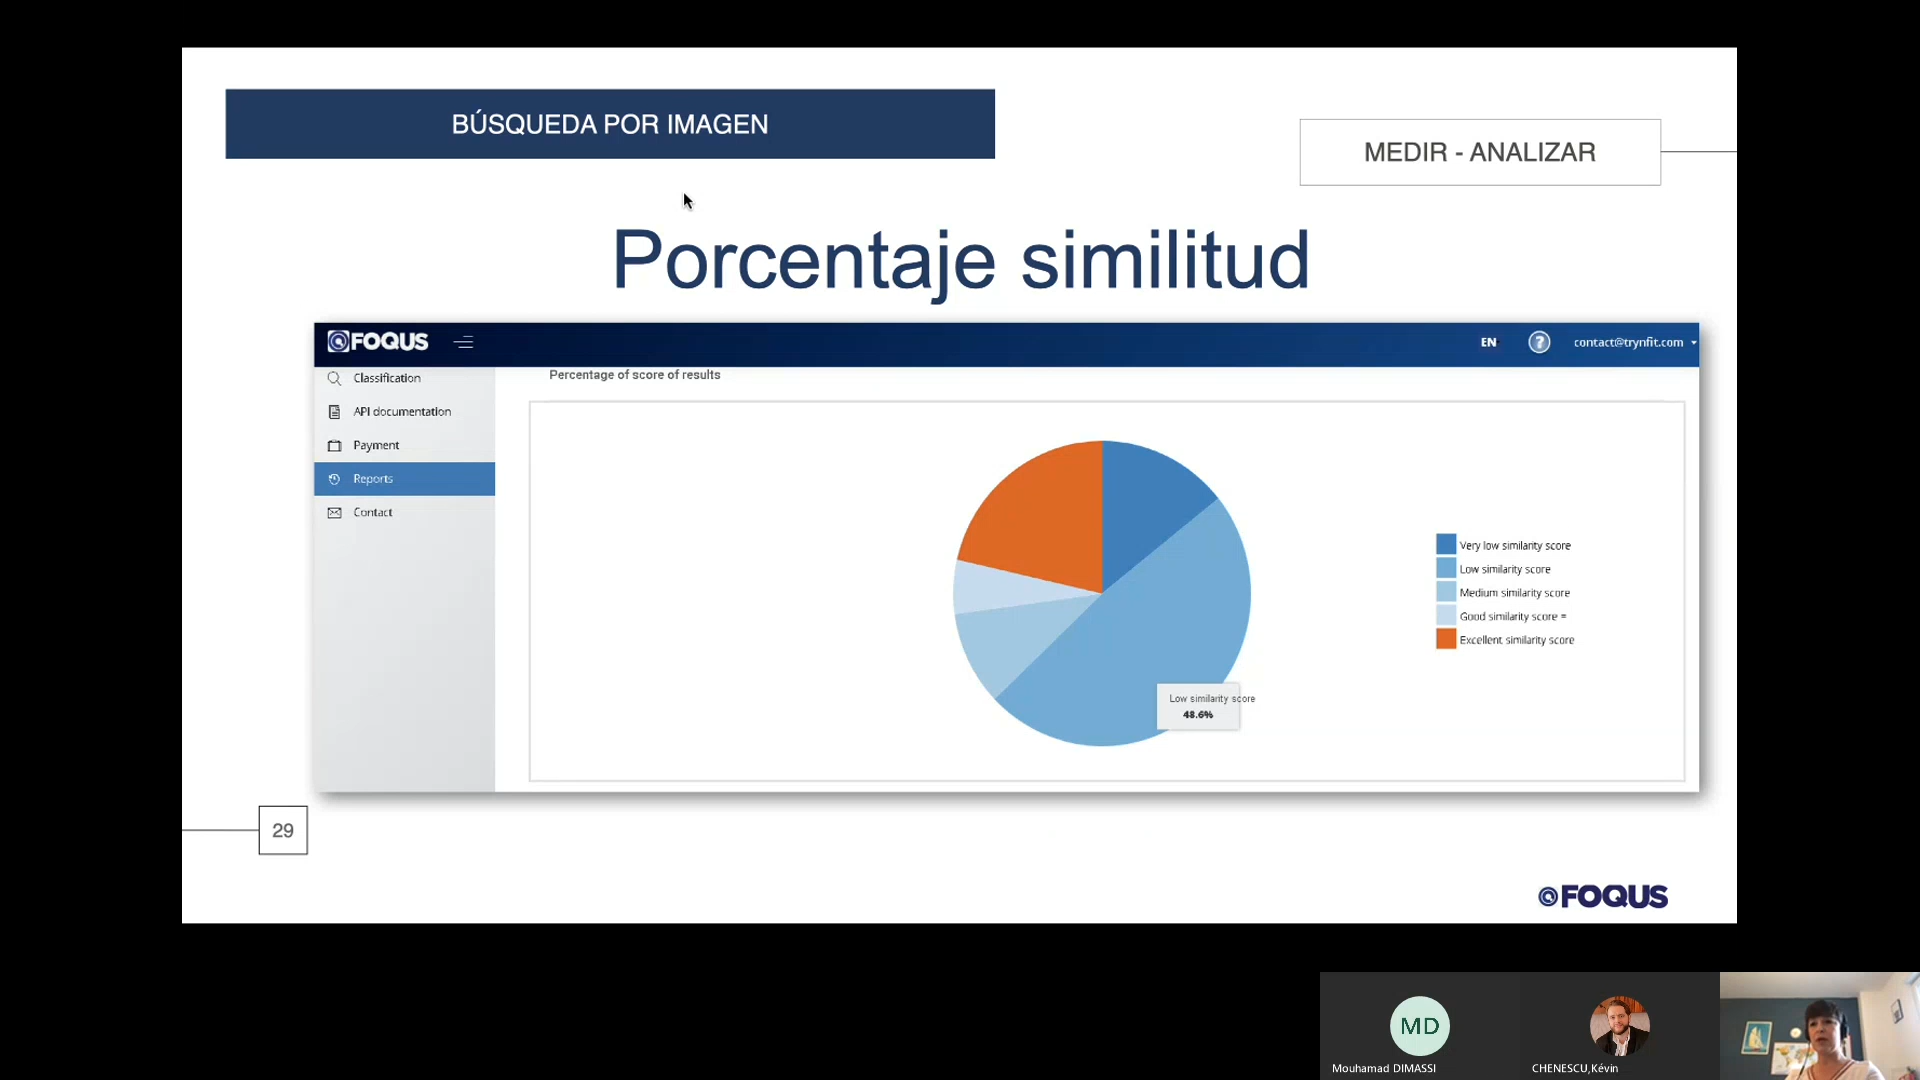 BÚSQUEDA POR IMAGEN
MEDIR - ANALIZAR
Porcentaje similitud
FOQUS
EN
?
contact@trynfit.com
Classification
API documentation
Payment
Reports
Contact
Percentage of score of results
Very low similarity score
Low similarity score
Medium similarity score
Good similarity score =
Excellent similarity score
Low similarity score
48.6%
29
FOQUS
MD
Mouhamad DIMASSI
CHENESCU,Kévin